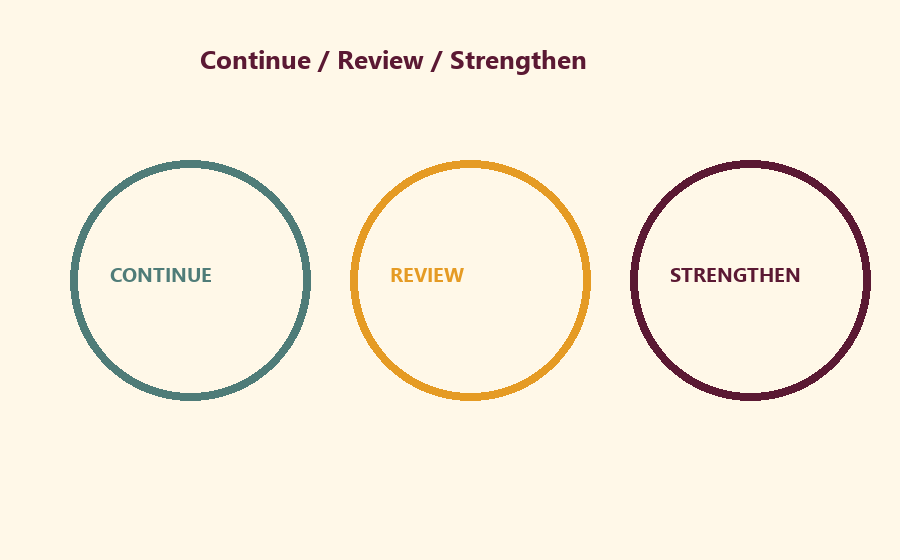 Continue / Review / Strengthen
CONTINUE
REVIEW
STRENGTHEN